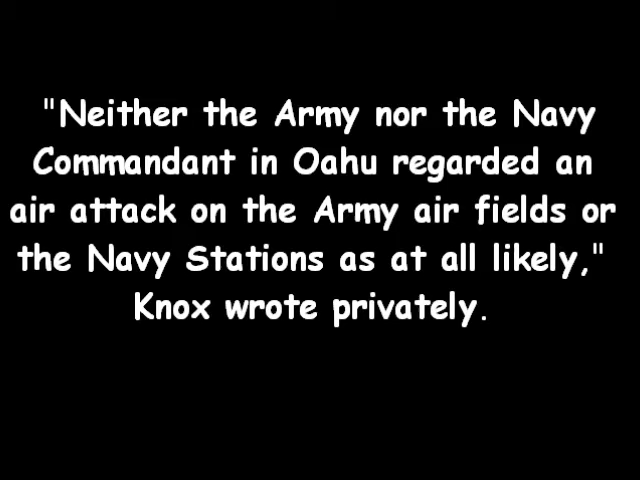 "Neither the Army nor the Navy
Commandant in Oahu regarded an
air attack on the Army air fields or
the Navy Stations as at all likely,"
Knox wrote privately.